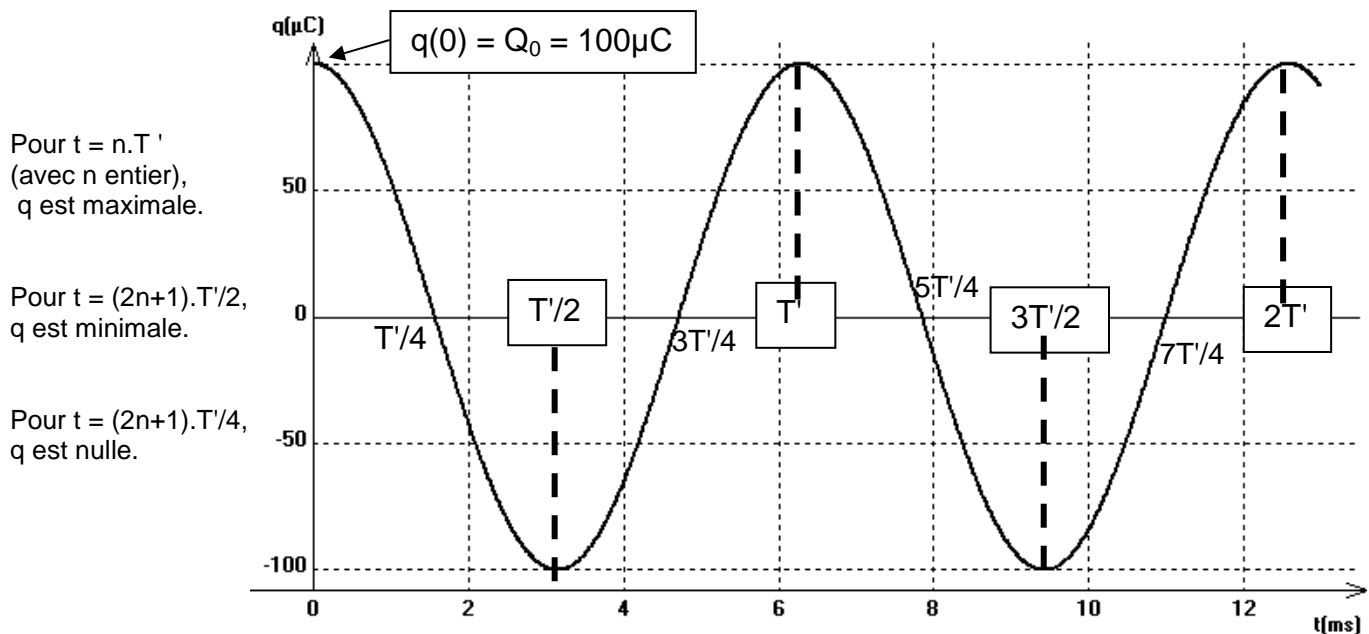 q(µC)
q(0) = Q₀ = 100µC
Pour t = n.T '
(avec n entier),
q est maximale.
50
Pour t = (2n+1).T'/2,
q est minimale.
0
T'/4
T'/2
3T'/4
T'
5T'/4
3T'/2
7T'/4
2T'
Pour t = (2n+1).T'/4,
q est nulle.
-50
-100
0 2 4 6 8 10 12
t(ms)